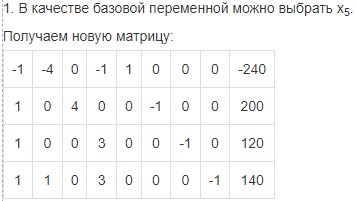 1. В качестве базовой переменной можно выбрать x5.
Получаем новую матрицу:
-1 -4 0 -1 1 0 0 0 -240
1 0 4 0 0 -1 0 0 200
1 0 0 3 0 0 -1 0 120
1 1 0 3 0 0 0 -1 140